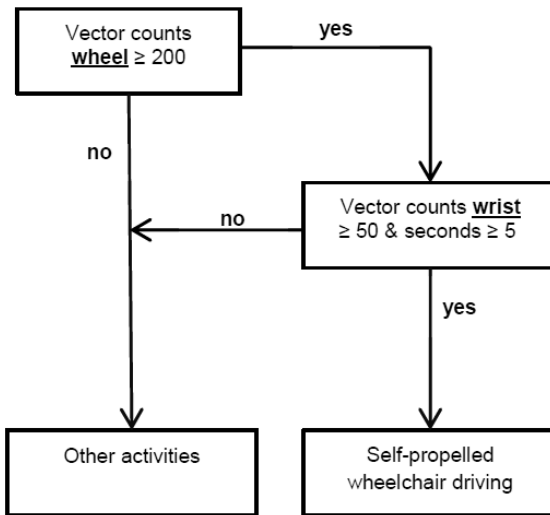 Vector counts
wheel ≥ 200
yes
no
Vector counts wrist
≥ 50 & seconds ≥ 5
no
yes
Other activities
Self-propelled
wheelchair driving